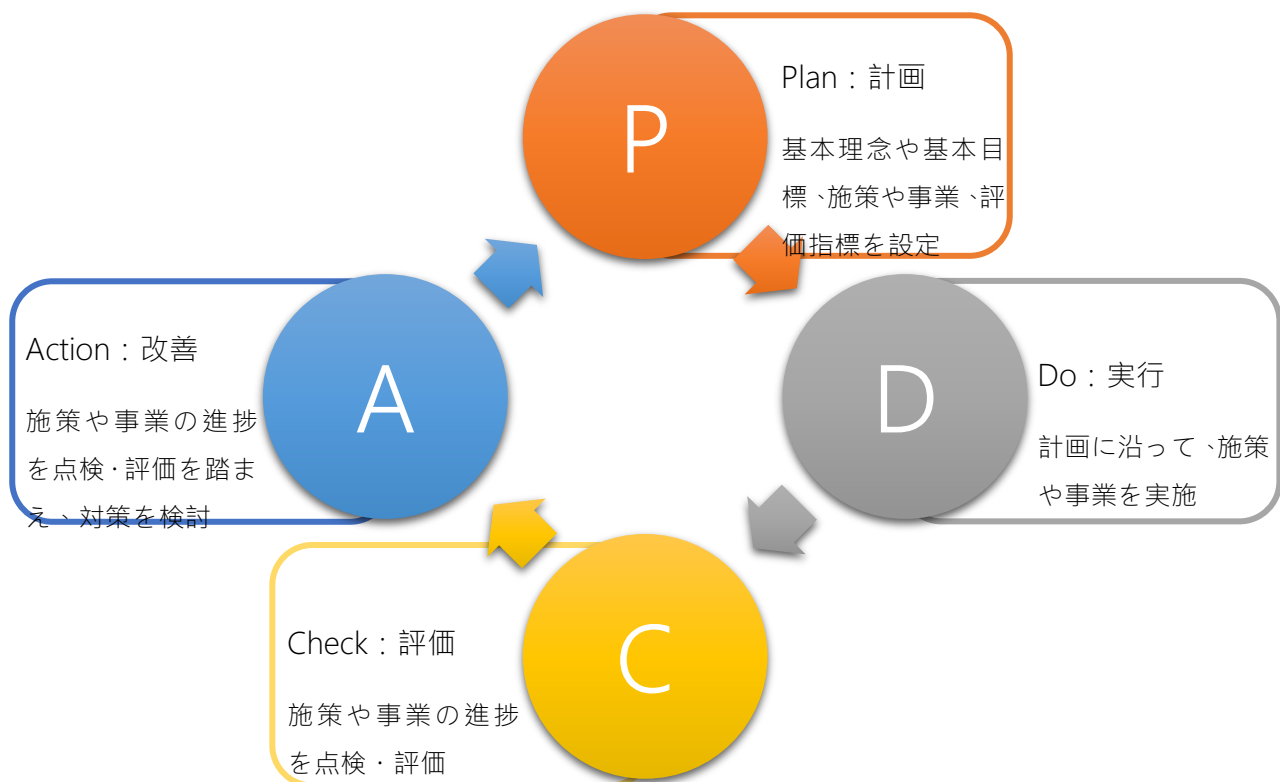 P
Plan：計画
基本理念や基本目
標、施策や事業、評
価指標を設定
D
Do：実行
計画に沿って、施策
や事業を実施
C
Check：評価
施策や事業の進捗
を点検・評価
A
Action：改善
施策や事業の進捗
を点検・評価を踏ま
え、対策を検討